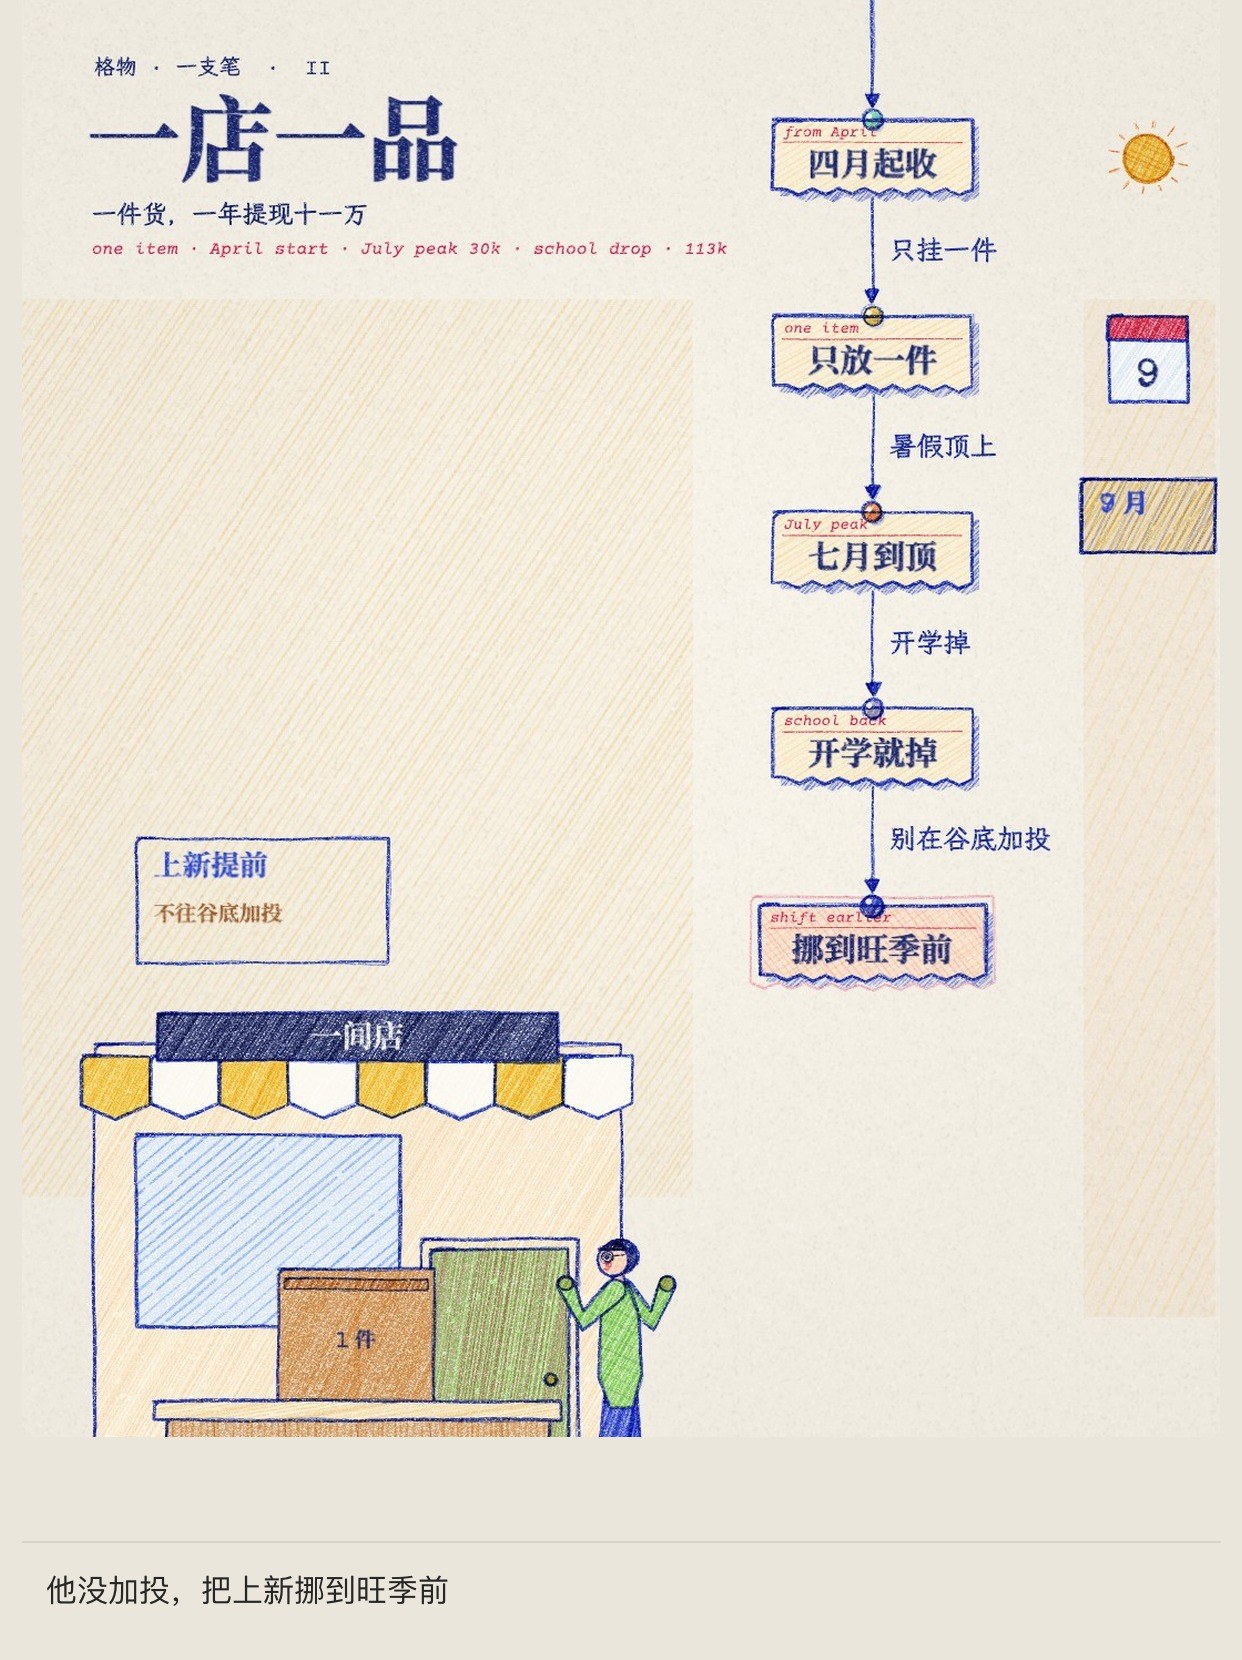 格物 · 一支笔 · II
一店一品
一件货，一年提现十一万
one item · April start · July peak 30k · school drop · 113k
from April
四月起收
只挂一件
one item
只放一件
暑假顶上
July peak
七月到顶
开学掉
school back
开学就掉
别在谷底加投
shift earlier
挪到旺季前
9
9月
上新提前
不往谷底加投
一间店
1件
他没加投，把上新挪到旺季前